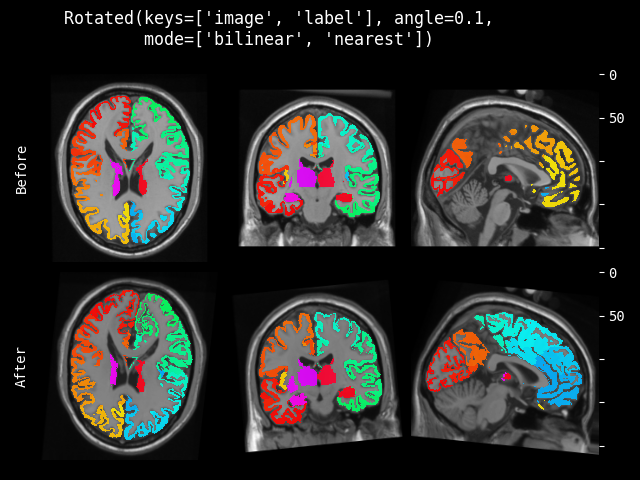 Rotated(keys=['image', 'label'], angle=0.1,
mode=['bilinear', 'nearest'])
0
50
Before
0
50
After